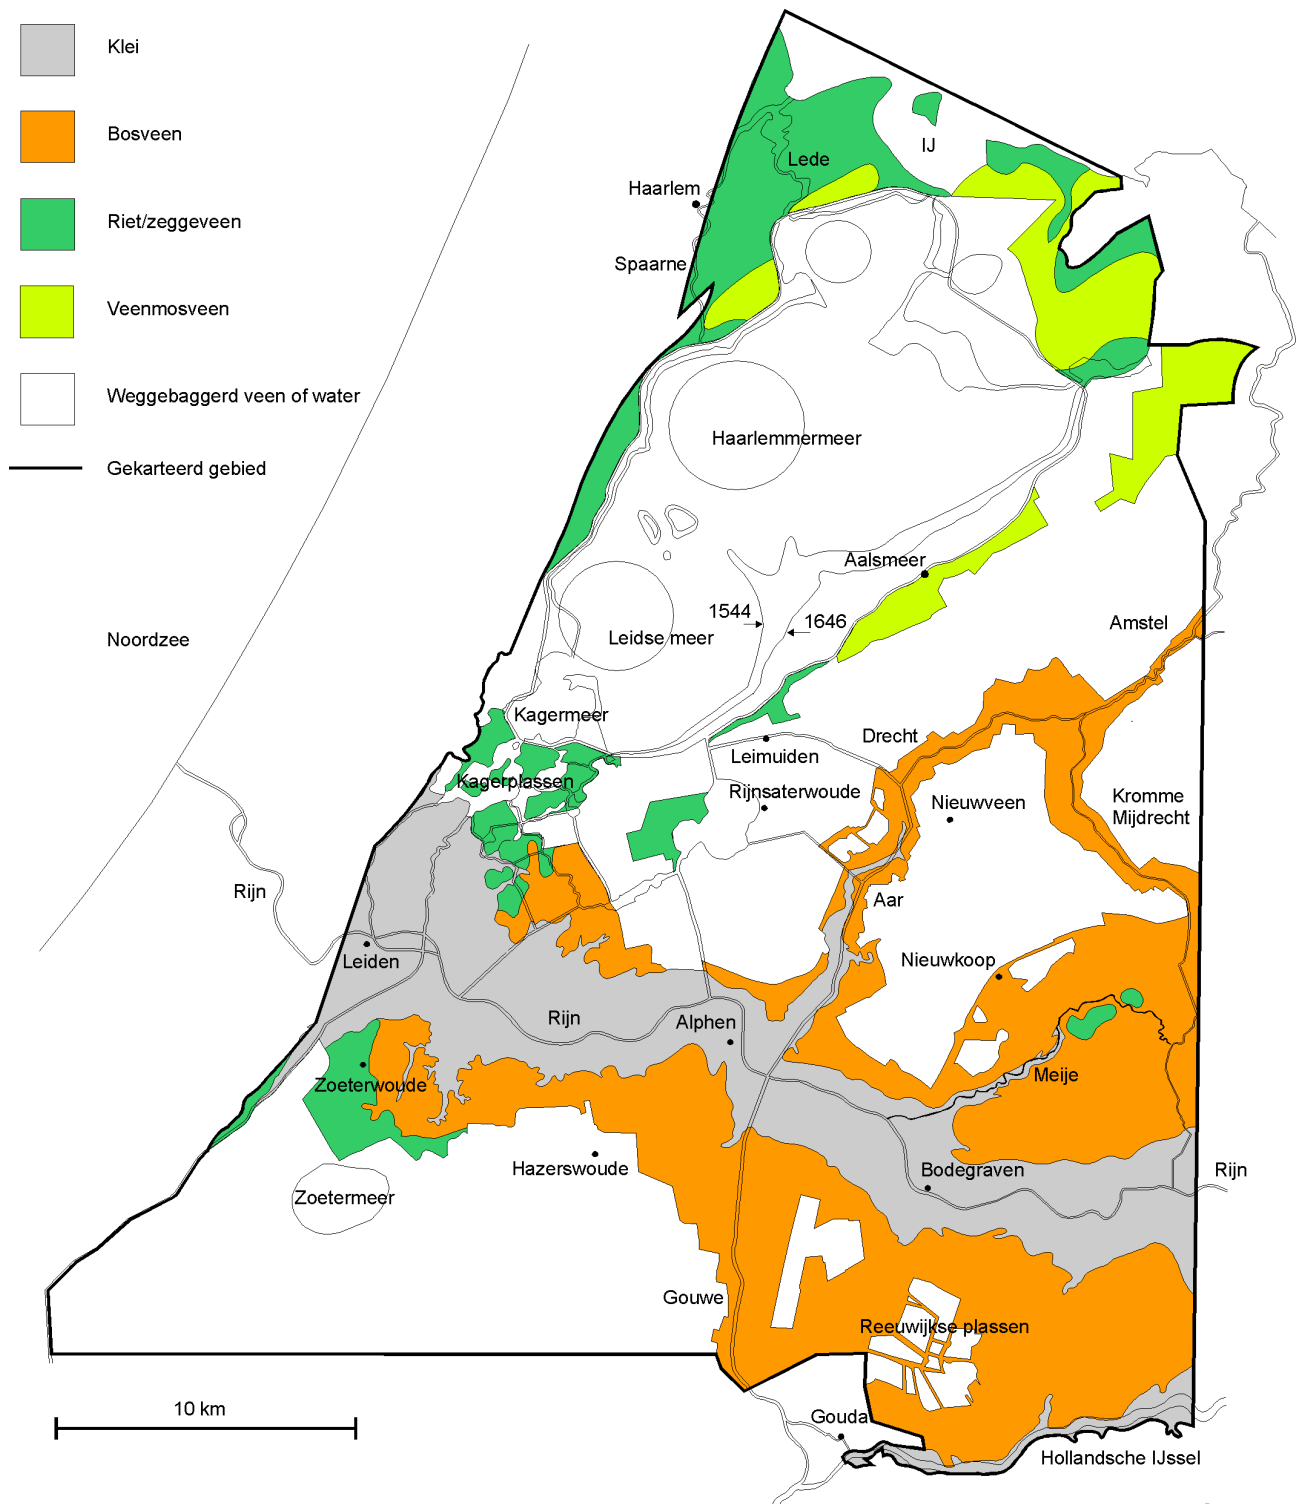 Klei
Bosveen
Riet/zeggeveen
Veenmosveen
Weggebaggerd veen of water
Gekarteerd gebied
IJ
Lede
Haarlem
Spaarne
Haarlemmermeer
Aalsmeer
1544
1646
Leidse meer
Noordzee
Amstel
Kagermeer
Drecht
Leimuiden
Kagerplassen
Rijnsaterwoude
Nieuwveen
Kromme
Mijdrecht
Rijn
Aar
Leiden
Nieuwkoop
Rijn
Alphen
Zoeterwoude
Meije
Hazerswoude
Bodegraven
Rijn
Zoetermeer
Gouwe
Reeuwijkse plassen
10 km
Gouda
Hollandsche IJssel